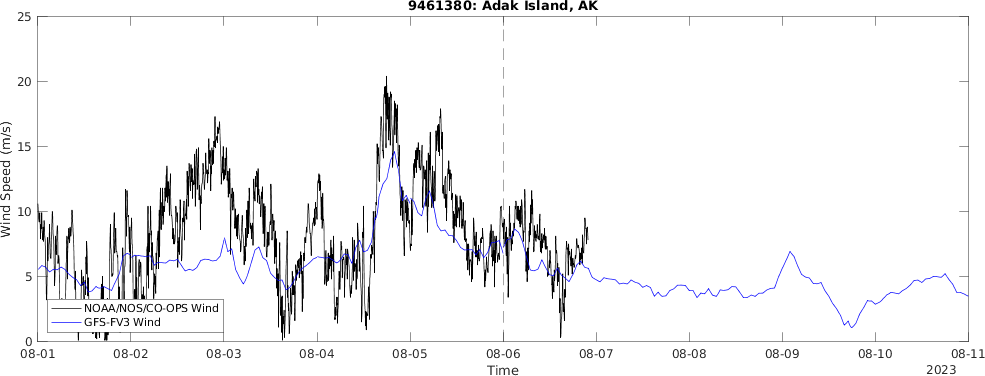 9461380: Adak Island, AK
25
20
15
10
5
0
Wind Speed (m/s)
NOAA/NOS/CO-OPS Wind
GFS-FV3 Wind
08-01 08-02 08-03 08-04 08-05 08-06 08-07 08-08 08-09 08-10 08-11
Time
2023